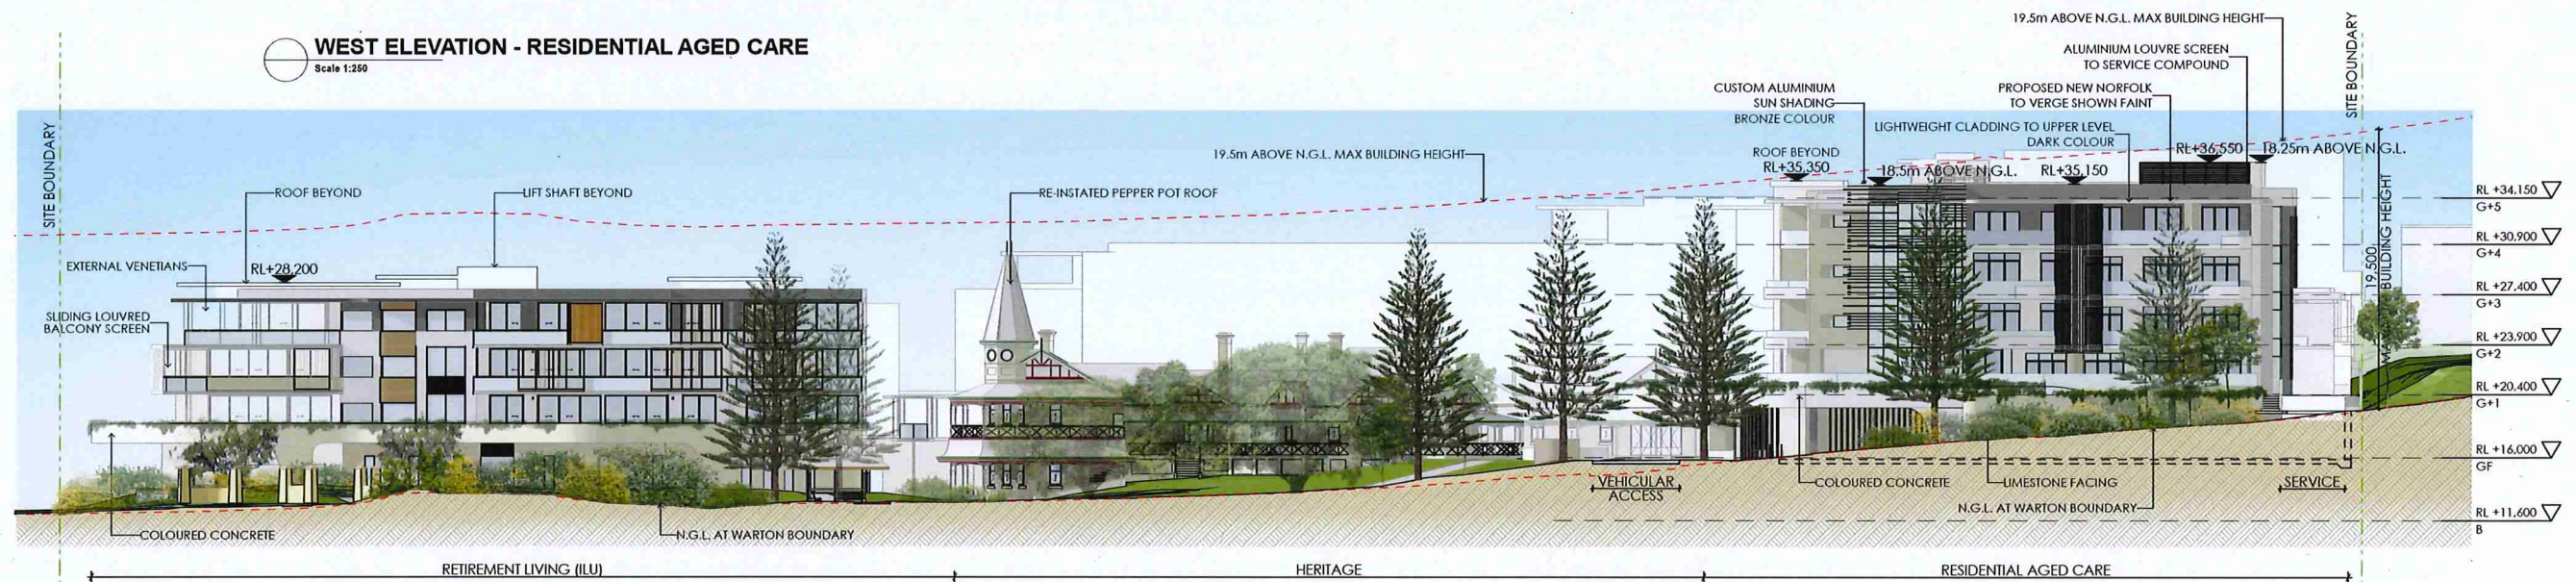 WEST ELEVATION - RESIDENTIAL AGED CARE
Scale 1:250
SITE BOUNDARY
ROOF BEYOND
LIFT SHAFT BEYOND
EXTERNAL VENETIANS
RL+28,200
SLIDING LOUVRED
BALCONY SCREEN
COLOURED CONCRETE
N.G.L. AT WARTON BOUNDARY
RE-INSTATED PEPPER POT ROOF
19.5m ABOVE N.G.L. MAX BUILDING HEIGHT
19.5m ABOVE N.G.L. MAX BUILDING HEIGHT
ALUMINIUM LOUVRE SCREEN
TO SERVICE COMPOUND
CUSTOM ALUMINIUM
SUN SHADING
BRONZE COLOUR
PROPOSED NEW NORFOLK
TO VERGE SHOWN FAINT
LIGHTWEIGHT CLADDING TO UPPER LEVEL
DARK COLOUR
ROOF BEYOND
RL+35,350
18.5m ABOVE N.G.L.
RL+35,150
RL+36,550
18.25m ABOVE N.G.L.
SITE BOUNDARY
19,500
BUILDING HEIGHT
RL +34.150
G+5
RL +30.900
G+4
RL +27.400
G+3
RL +23.900
G+2
RL +20.400
G+1
RL +16.000
GF
RL +11.600
B
VEHICULAR
ACCESS
COLOURED CONCRETE
LIMESTONE FACING
N.G.L. AT WARTON BOUNDARY
SERVICE
RETIREMENT LIVING (ILU)
HERITAGE
RESIDENTIAL AGED CARE